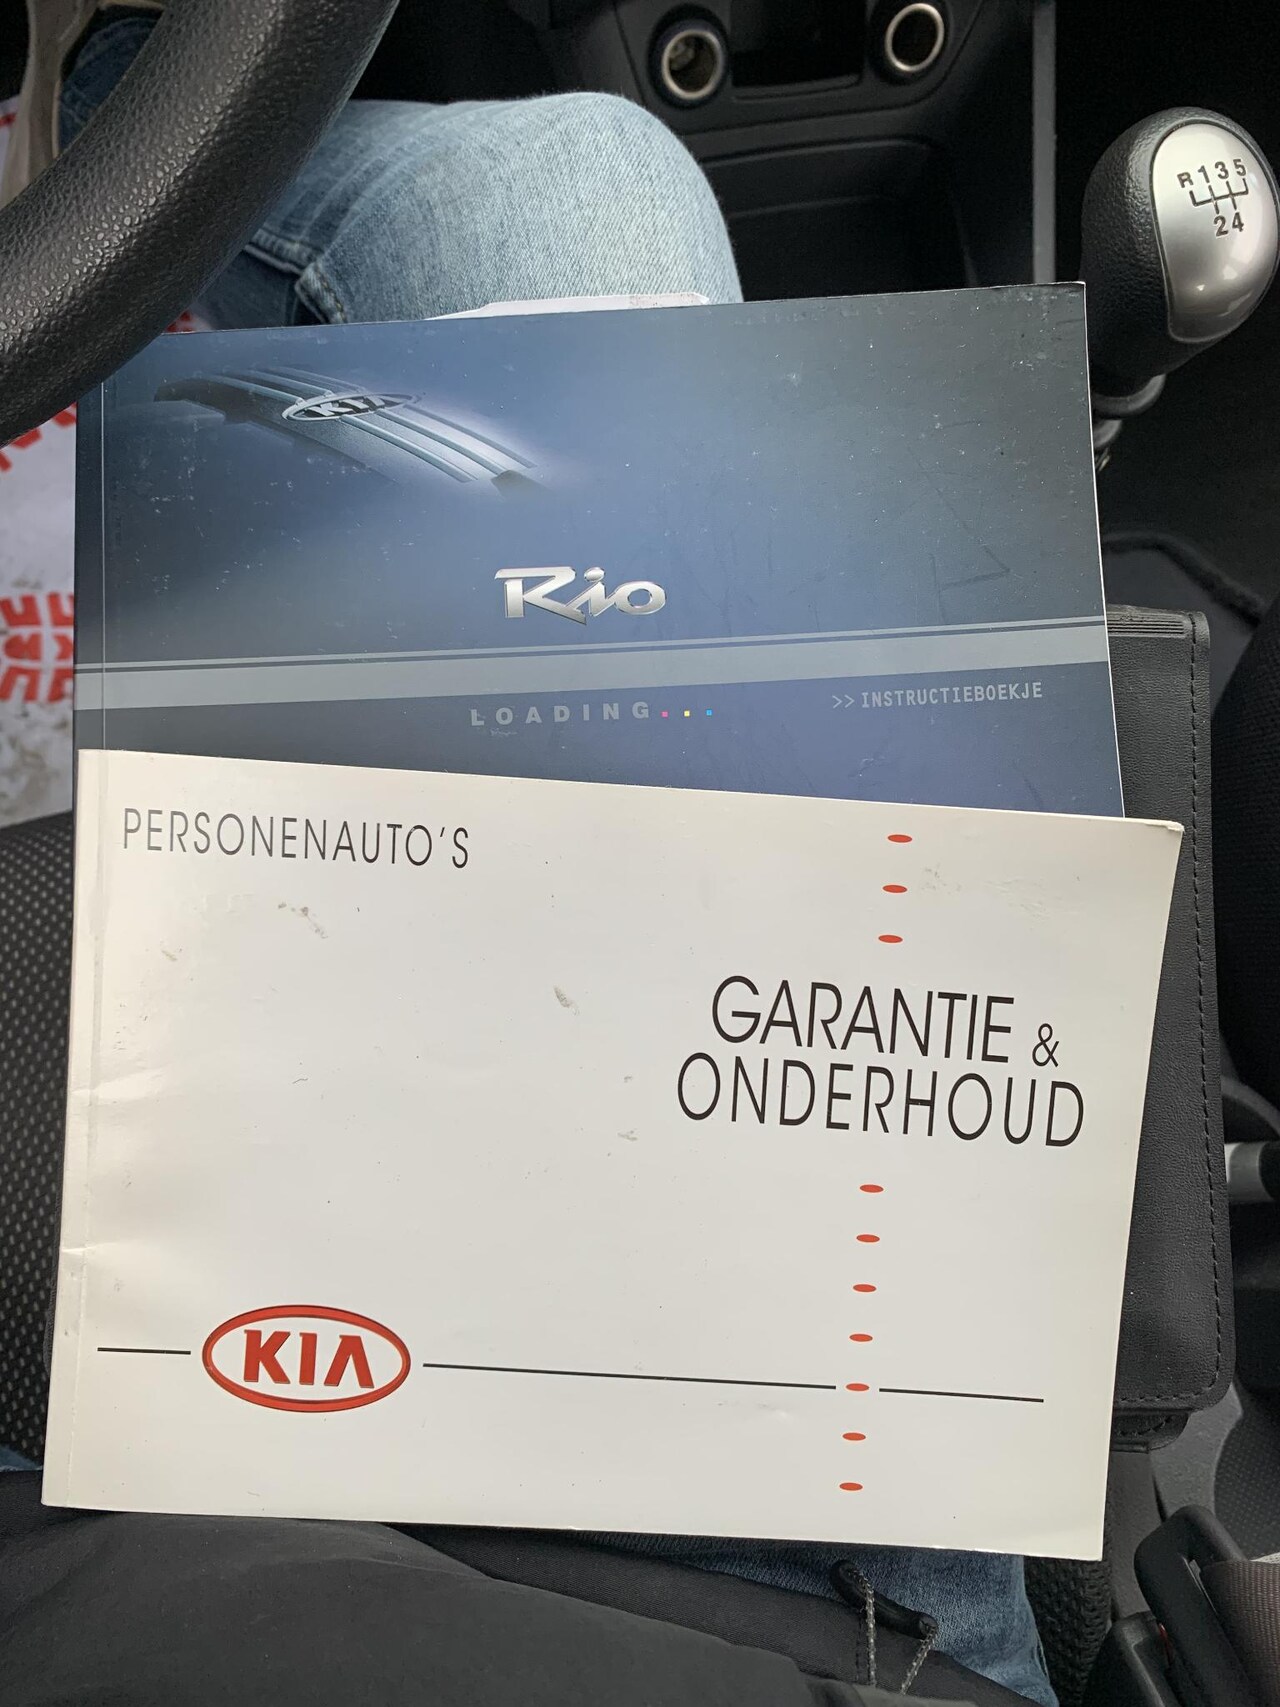 R 1 3 5
2 4
KIA
Rio
LOADING...
>> INSTRUCTIEBOEKJE
PERSONENAUTO'S
GARANTIE &
ONDERHOUD
KIA